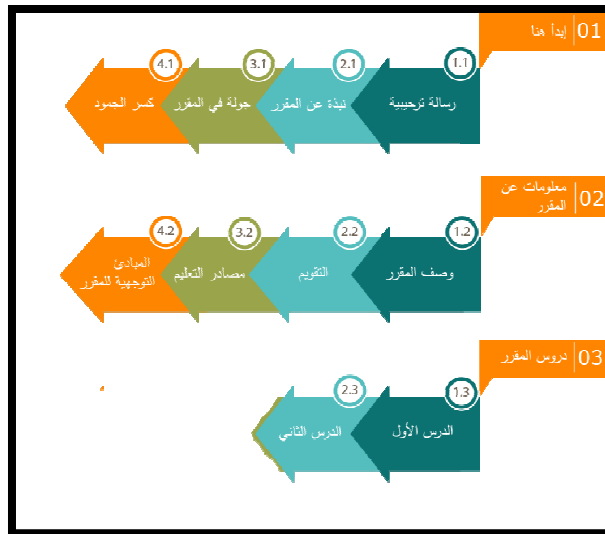 01 إبدأ هنا
1.1
2.1
3.1
4.1
رسالة ترحيبية
نبذة عن المقرر
جولة في المقرر
كسر الجمود
معلومات عن
02
المقرر
1.2
2.2
3.2
4.2
وصف المقرر
التقويم
مصادر التعليم
المبادئ
التوجهية للمقرر
03 دروس المقرر
1.3
2.3
الدرس الأول
الدرس الثاني